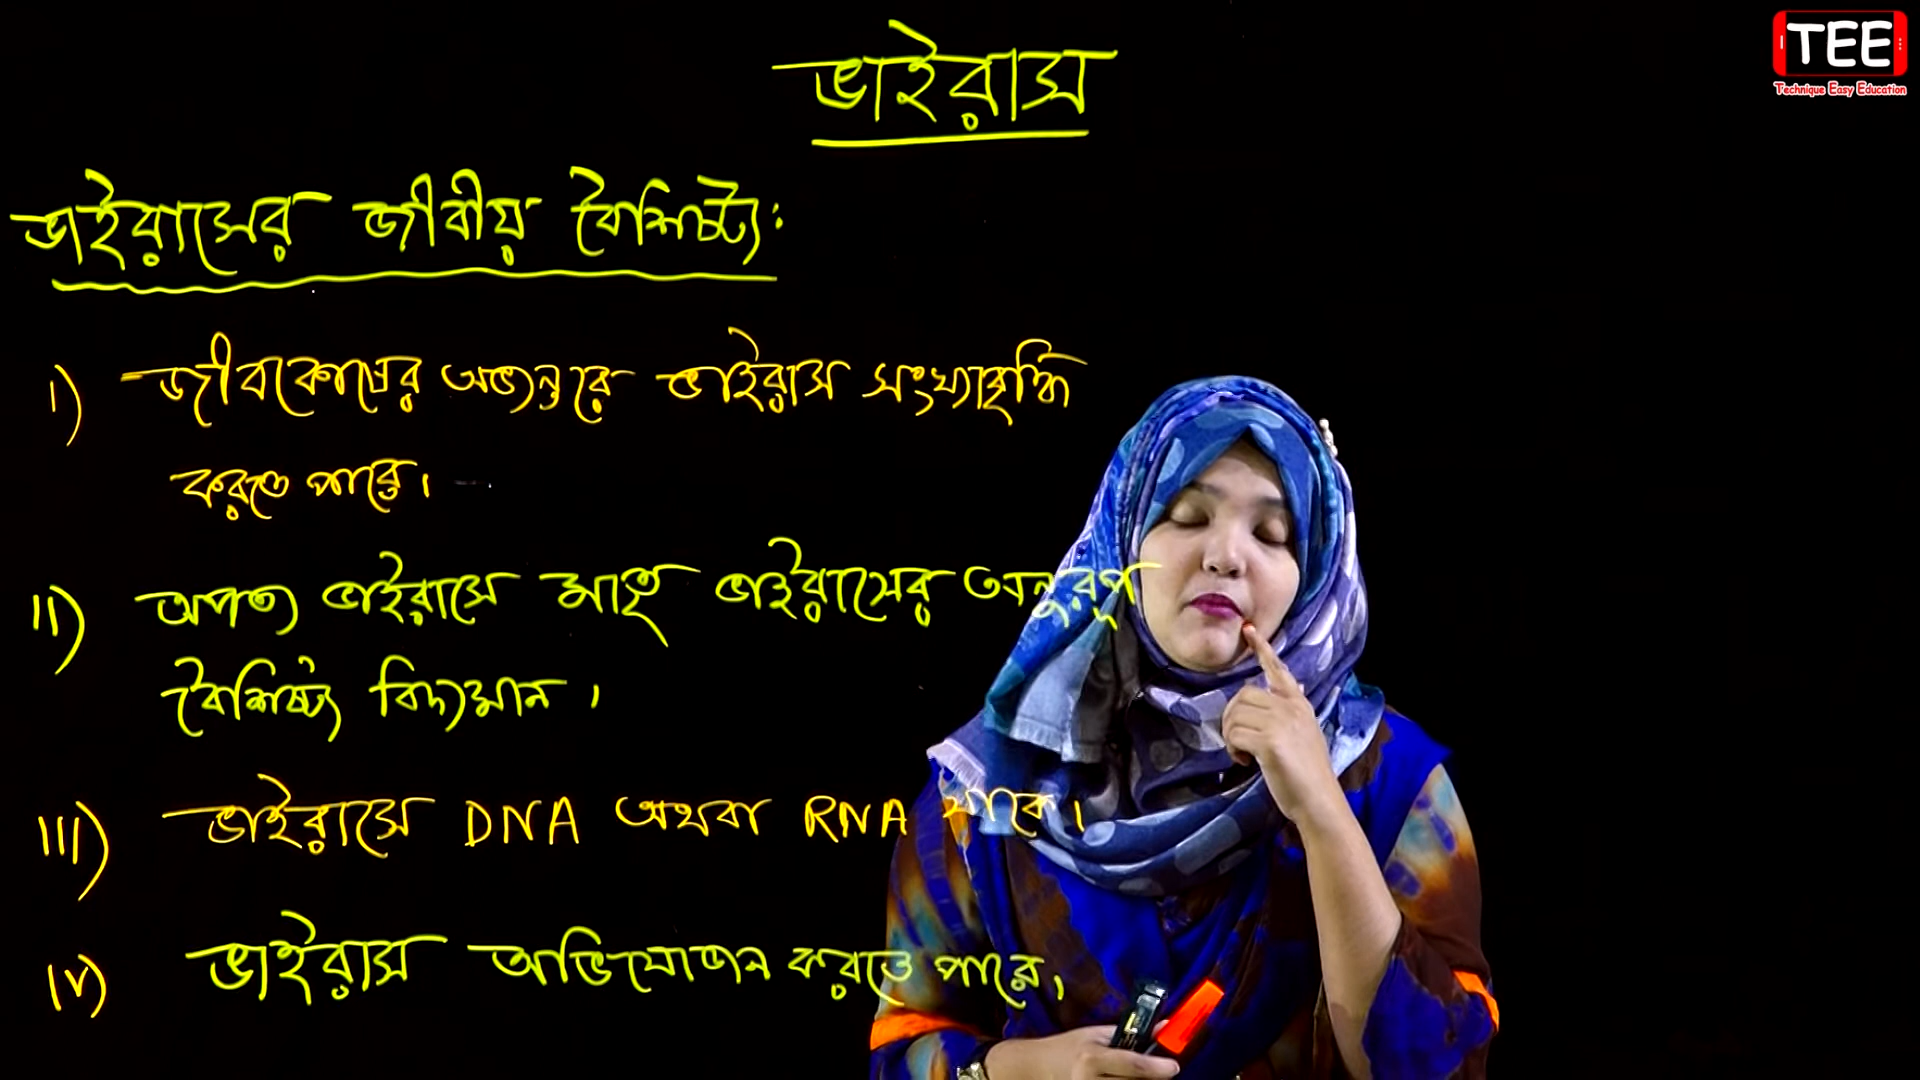 TEE
Technique Easy Education
ভাইরাস
ভাইরাসের জীবীয় বৈশিষ্ট্য:
i) জীবকোষের অভ্যন্তরে ভাইরাস সংখ্যাবৃদ্ধি
করতে পারে।
ii) অপত্য ভাইরাসে মাতৃ ভাইরাসের অনুরূপ
বৈশিষ্ট্য বিদ্যমান।
iii) ভাইরাসে DNA অথবা RNA থাকে।
iv) ভাইরাস অভিযোজন করতে পারে।